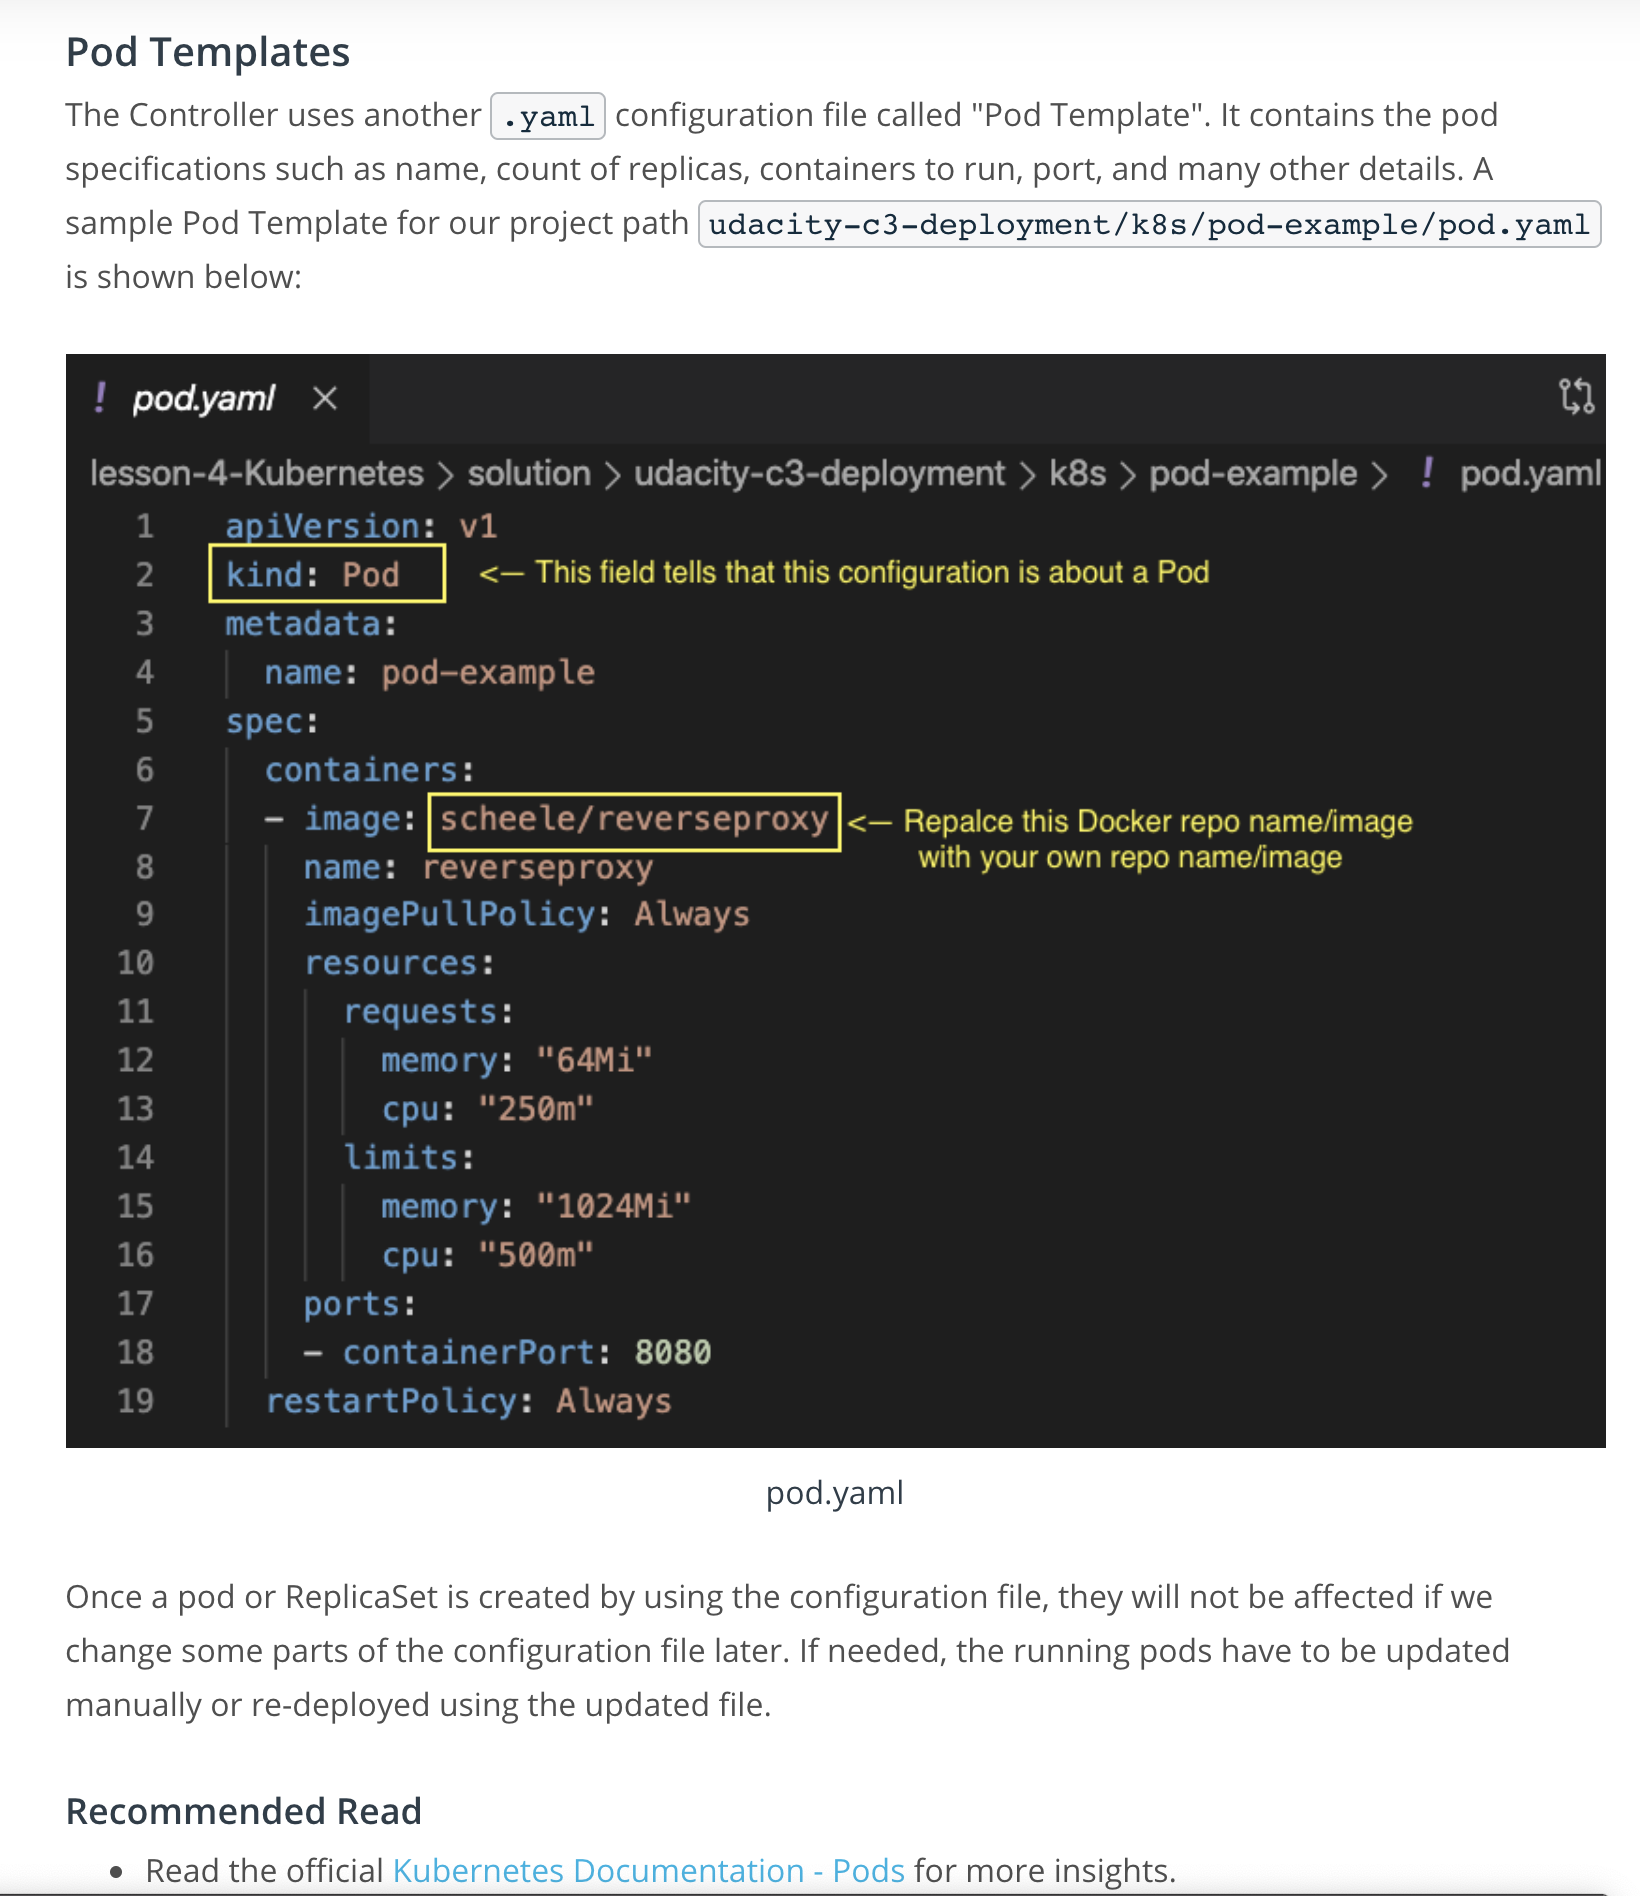 Pod Templates
The Controller uses another .yaml configuration file called "Pod Template". It contains the pod
specifications such as name, count of replicas, containers to run, port, and many other details. A
sample Pod Template for our project path udacity-c3-deployment/k8s/pod-example/pod.yaml
is shown below:
! pod.yaml ×
lesson-4-Kubernetes > solution > udacity-c3-deployment > k8s > pod-example > ! pod.yaml
1 apiVersion: v1
2 kind: Pod <— This field tells that this configuration is about a Pod
3 metadata:
4   name: pod-example
5 spec:
6   containers:
7   - image: scheele/reverseproxy <— Repalce this Docker repo name/image
with your own repo name/image
8     name: reverseproxy
9     imagePullPolicy: Always
10     resources:
11       requests:
12         memory: "64Mi"
13         cpu: "250m"
14       limits:
15         memory: "1024Mi"
16         cpu: "500m"
17     ports:
18     - containerPort: 8080
19   restartPolicy: Always
pod.yaml
Once a pod or ReplicaSet is created by using the configuration file, they will not be affected if we
change some parts of the configuration file later. If needed, the running pods have to be updated
manually or re-deployed using the updated file.
Recommended Read
• Read the official Kubernetes Documentation - Pods for more insights.